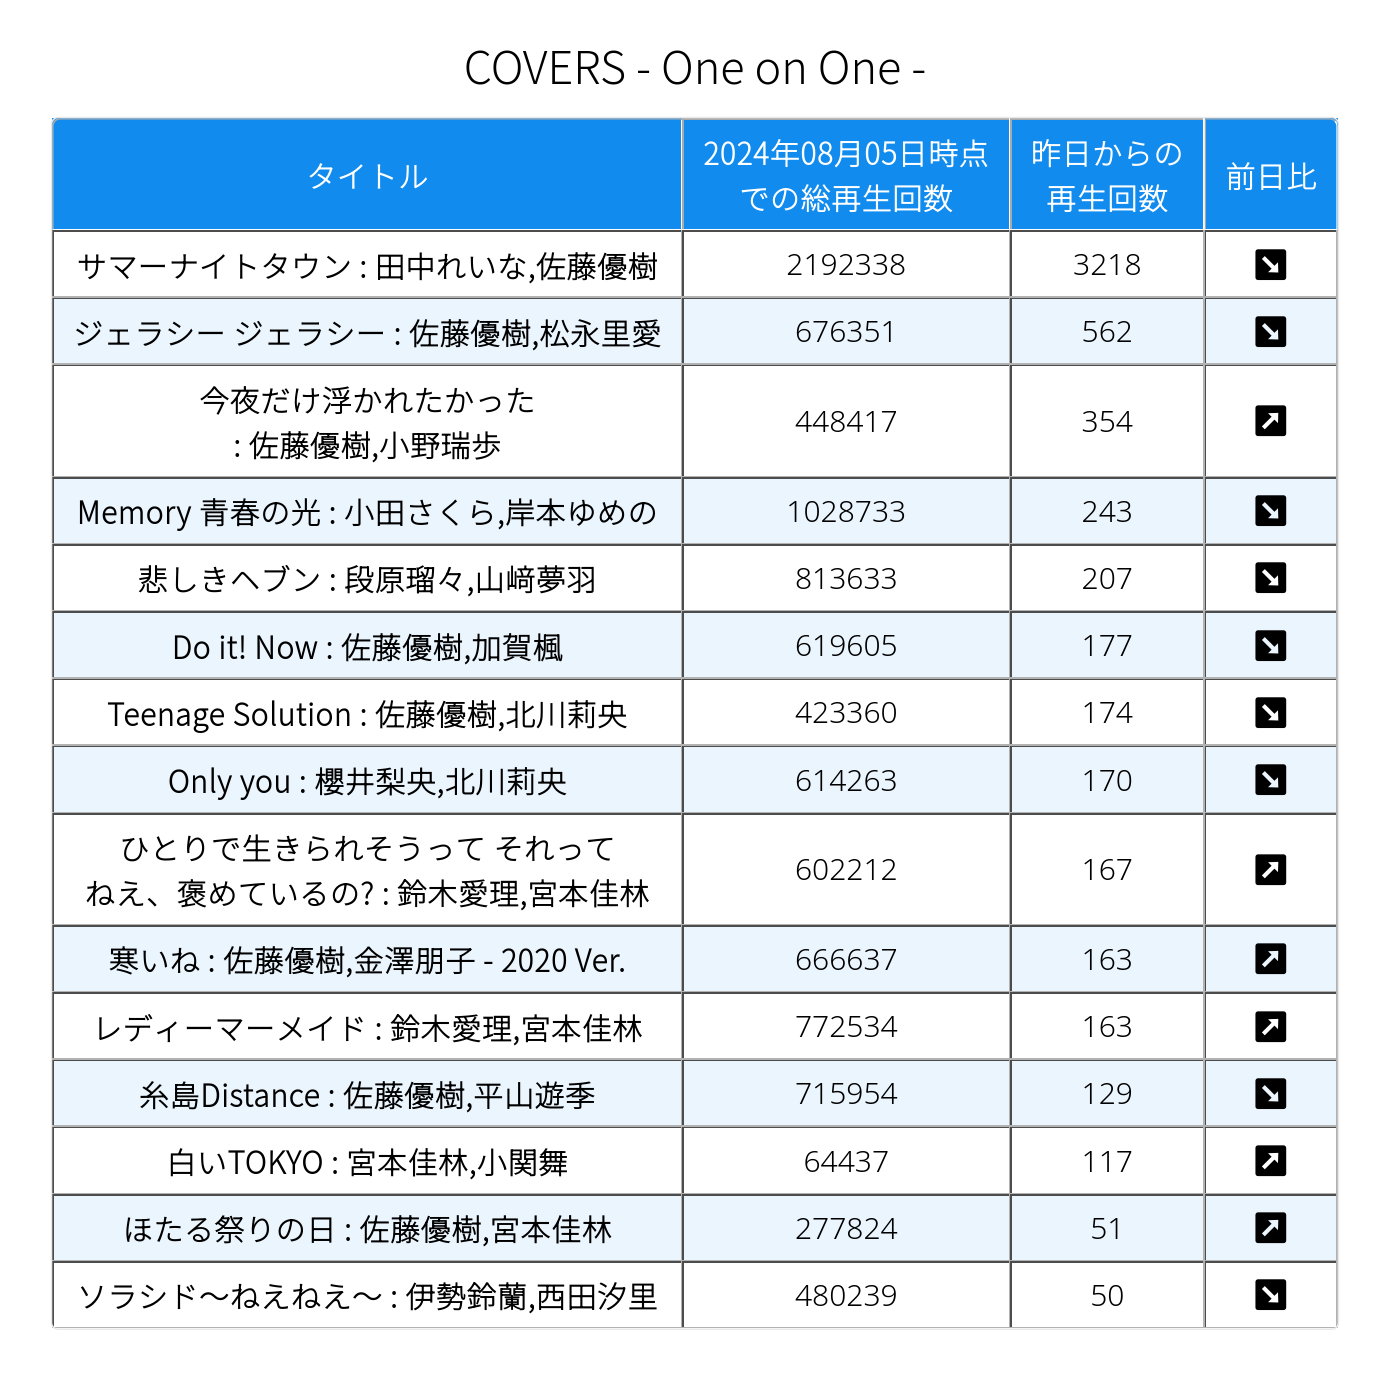 COVERS - One on One -
タイトル
2024年08月05日時点
での総再生回数
昨日からの
再生回数
前日比
サマーナイトタウン : 田中れいな,佐藤優樹
2192338
3218
ジェラシー ジェラシー : 佐藤優樹,松永里愛
676351
562
今夜だけ浮かれたかった
: 佐藤優樹,小野瑞歩
448417
354
Memory 青春の光 : 小田さくら,岸本ゆめの
1028733
243
悲しきヘブン : 段原瑠々,山﨑夢羽
813633
207
Do it! Now : 佐藤優樹,加賀楓
619605
177
Teenage Solution : 佐藤優樹,北川莉央
423360
174
Only you : 櫻井梨央,北川莉央
614263
170
ひとりで生きられそうって それって
ねえ、褒めているの? : 鈴木愛理,宮本佳林
602212
167
寒いね : 佐藤優樹,金澤朋子 - 2020 Ver.
666637
163
レディーマーメイド : 鈴木愛理,宮本佳林
772534
163
糸島Distance : 佐藤優樹,平山遊季
715954
129
白いTOKYO : 宮本佳林,小関舞
64437
117
ほたる祭りの日 : 佐藤優樹,宮本佳林
277824
51
ソラシド〜ねえねえ〜 : 伊勢鈴蘭,西田汐里
480239
50